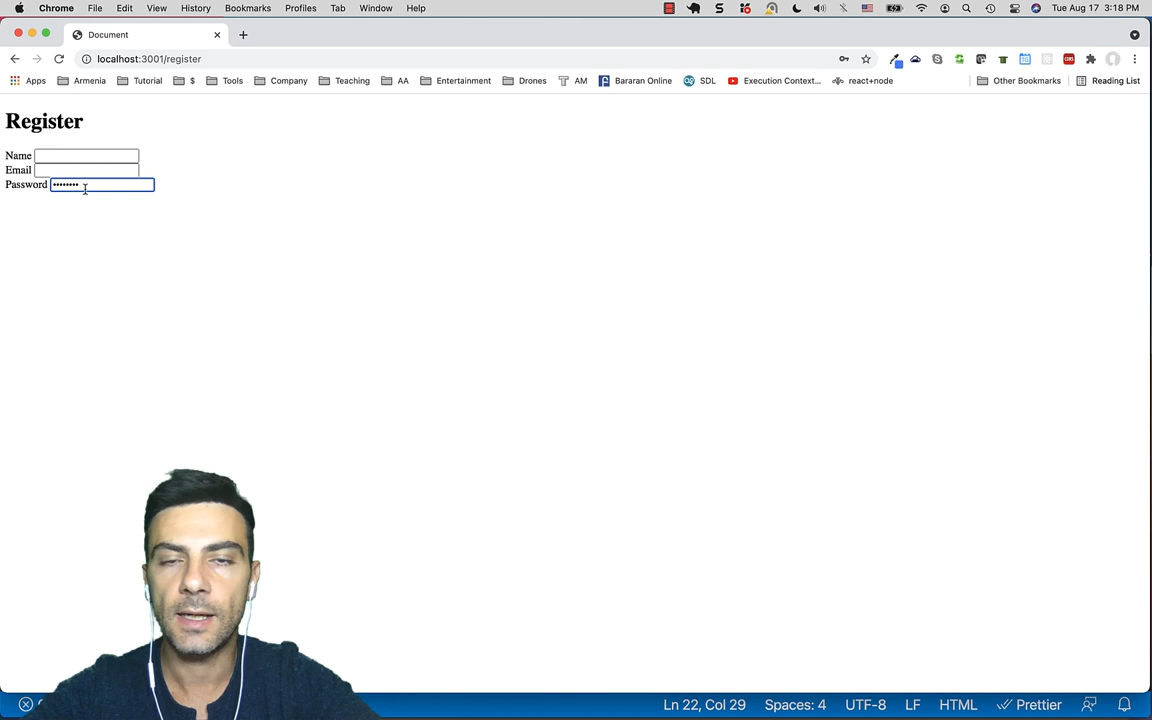 Chrome File Edit View History Bookmarks Profiles Tab Window Help Tue Aug 17 3:18 PM
Document
localhost:3001/register
Apps Armenia Tutorial $ Tools Company Teaching AA Entertainment Drones AM Bararan Online SDL Execution Context... react+node Other Bookmarks Reading List
Register
Name
Email
Password ••••••••
Ln 22, Col 29 Spaces: 4 UTF-8 LF HTML Prettier